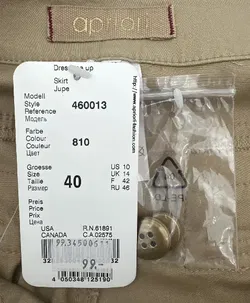 apriori
Dress me up
Skirt
Jupe
Modell
Style 460013
Reference
Модель
Farbe
Colour 810
Couleur
Цвет
Groesse US 10
Size 40 UK 14
Taille F 42
Размер RU 46
Preis
Price
Prix
Цена
USA R.N. 61891
CANADA C.A. 02575
99.-
4 050348 125190
www.apriori-fashion.com